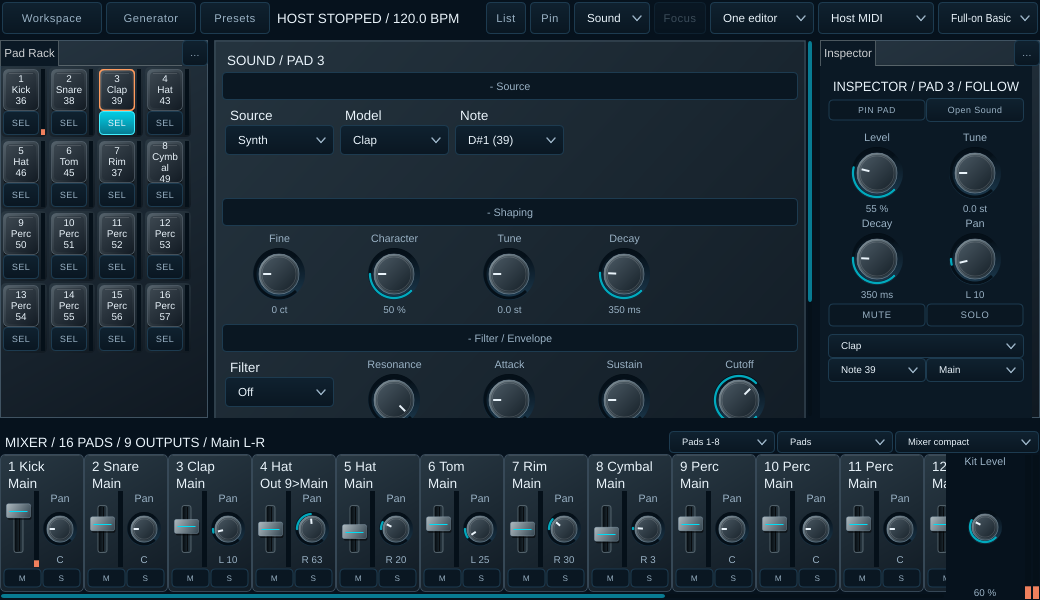 Workspace Generator Presets HOST STOPPED / 120.0 BPM List Pin Sound Focus One editor Host MIDI Full-on Basic
Pad Rack ...
1 Kick 36
2 Snare 38
3 Clap 39
4 Hat 43
SEL SEL SEL SEL
5 Hat 46
6 Tom 45
7 Rim 37
8 Cymb al 49
SEL SEL SEL SEL
9 Perc 50
10 Perc 51
11 Perc 52
12 Perc 53
SEL SEL SEL SEL
13 Perc 54
14 Perc 55
15 Perc 56
16 Perc 57
SEL SEL SEL SEL
SOUND / PAD 3
- Source
Source Model Note
Synth Clap D#1 (39)
- Shaping
Fine Character Tune Decay
0 ct 50 % 0.0 st 350 ms
- Filter / Envelope
Filter Resonance Attack Sustain Cutoff
Off
Inspector ...
INSPECTOR / PAD 3 / FOLLOW
PIN PAD Open Sound
Level Tune
55 % 0.0 st
Decay Pan
350 ms L 10
MUTE SOLO
Clap
Note 39 Main
MIXER / 16 PADS / 9 OUTPUTS / Main L-R Pads 1-8 Pads Mixer compact
1 Kick 2 Snare 3 Clap 4 Hat 5 Hat 6 Tom 7 Rim 8 Cymbal 9 Perc 10 Perc 11 Perc 12 Kit Level
Main Main Main Out 9>Main Main Main Main Main Main Main Main
Pan Pan Pan Pan Pan Pan Pan Pan Pan Pan Pan
C C L 10 R 63 R 20 L 25 R 30 R 3 C C C
M S M S M S M S M S M S M S M S M S M S M S M
60 %